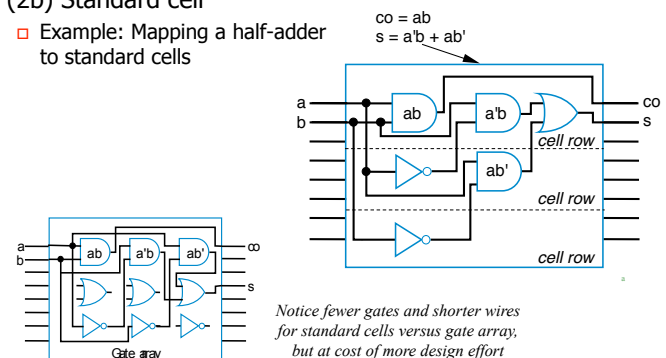 (2b) Standard cell
Example: Mapping a half-adder
to standard cells
co = ab
s = a'b + ab'
a
b
ab
a'b
co
s
cell row
ab'
cell row
cell row
a
b
ab
a'b
ab'
co
s
Gate array
Notice fewer gates and shorter wires
for standard cells versus gate array,
but at cost of more design effort